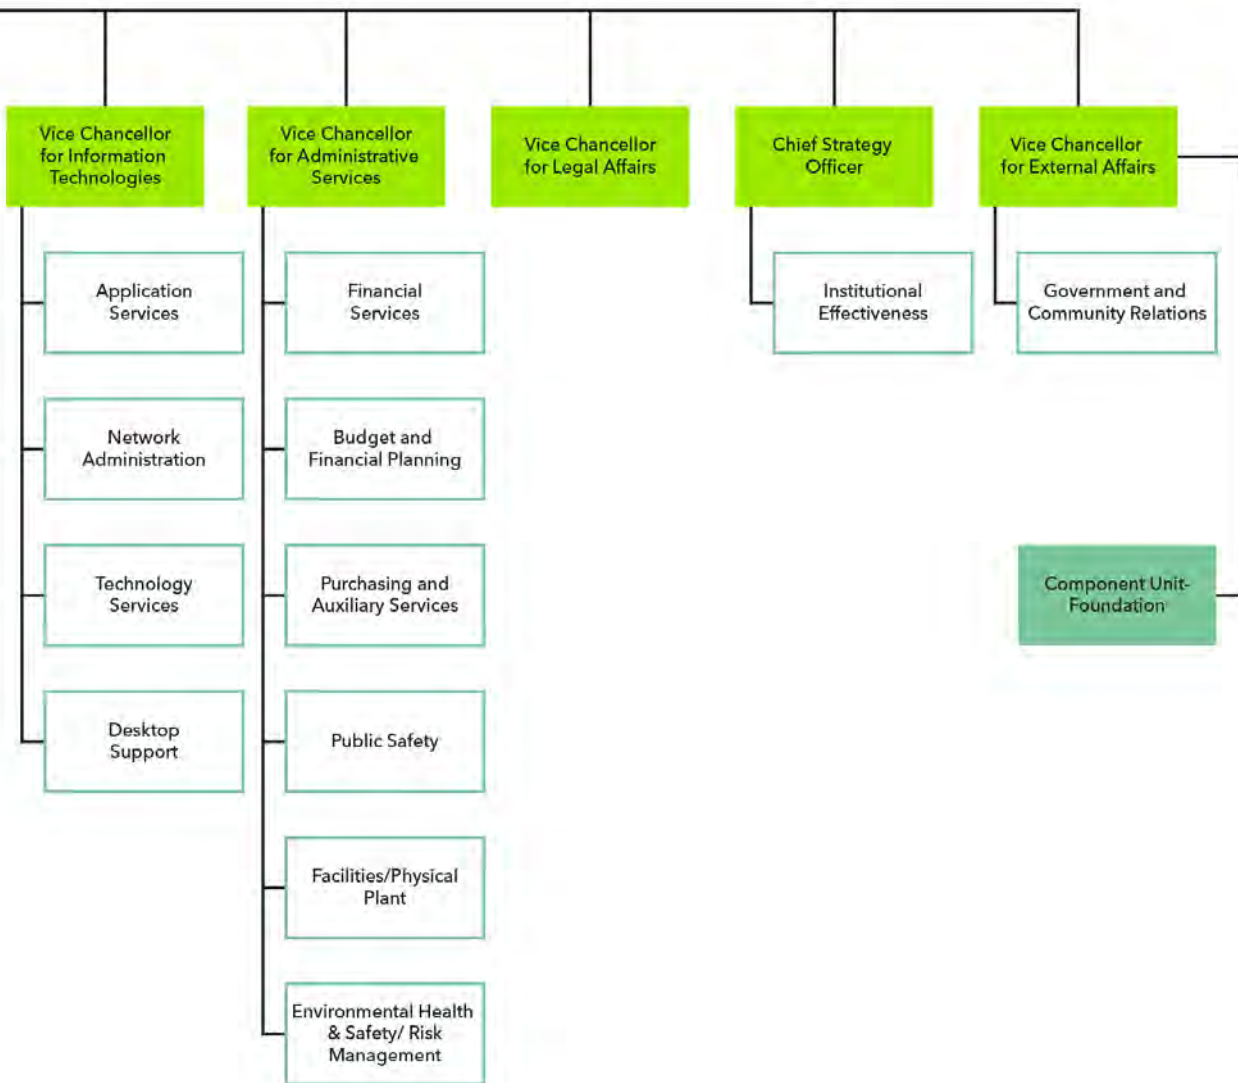 Vice Chancellor
for Information
Technologies
Vice Chancellor
for Administrative
Services
Vice Chancellor
for Legal Affairs
Chief Strategy
Officer
Vice Chancellor
for External Affairs
Application
Services
Financial
Services
Institutional
Effectiveness
Government and
Community Relations
Network
Administration
Budget and
Financial Planning
Technology
Services
Purchasing and
Auxiliary Services
Component Unit-
Foundation
Desktop
Support
Public Safety
Facilities/Physical
Plant
Environmental Health
& Safety/ Risk
Management